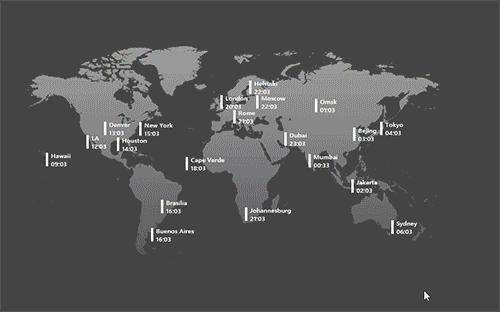 Helsinki
22:03
London
20:03
Moscow
22:03
Omsk
01:03
Rome
21:03
Denver
13:03
New York
15:03
LA
12:03
Houston
14:03
Dubai
23:03
Bejing
03:03
Tokyo
04:03
Hawaii
09:03
Cape Verde
18:03
Mumbai
00:33
Jakarta
02:03
Brasilia
16:03
Johannesburg
21:03
Buenos Aires
16:03
Sydney
06:03